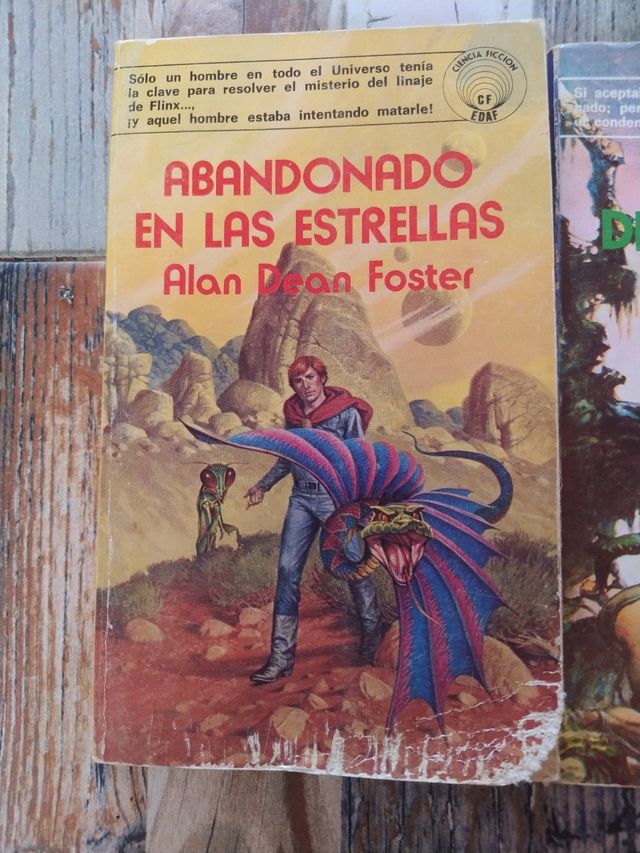 Sólo un hombre en todo el Universo tenía
la clave para resolver el misterio del linaje
de Flinx...,
¡y aquel hombre estaba intentando matarle!
CIENCIA FICCION
CF
EDAF
ABANDONADO
EN LAS ESTRELLAS
Alan Dean Foster
Si acepta
nado; pe
de conden